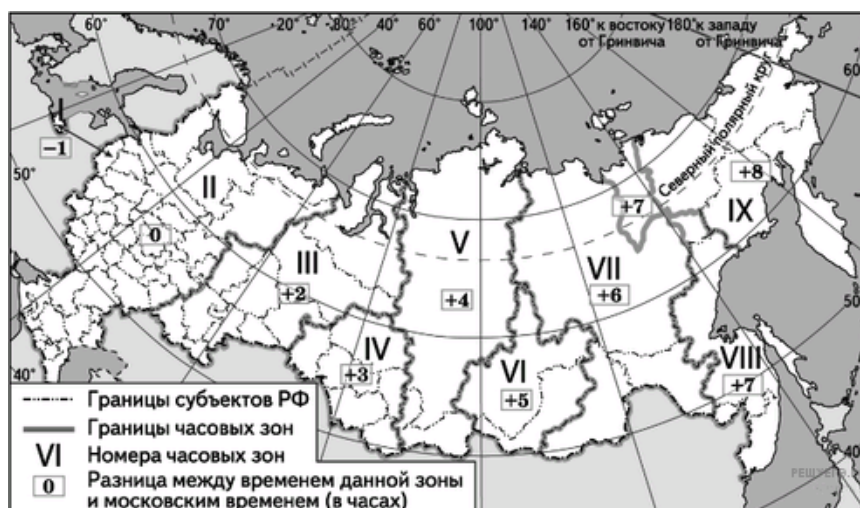 60° 70° 20° 80° 40° 100° 120° 140° 160° к востоку 180° к западу
от Гринвича от Гринвича
60°
Северный полярный круг
I
−1
50°
II
0
III
+2
IV
+3
V
+4
VI
+5
VII
+6
+7
VIII
+7
IX
+8
50°
40°
40°
Границы субъектов РФ
Границы часовых зон
VI Номера часовых зон
0 Разница между временем данной зоны
и московским временем (в часах)